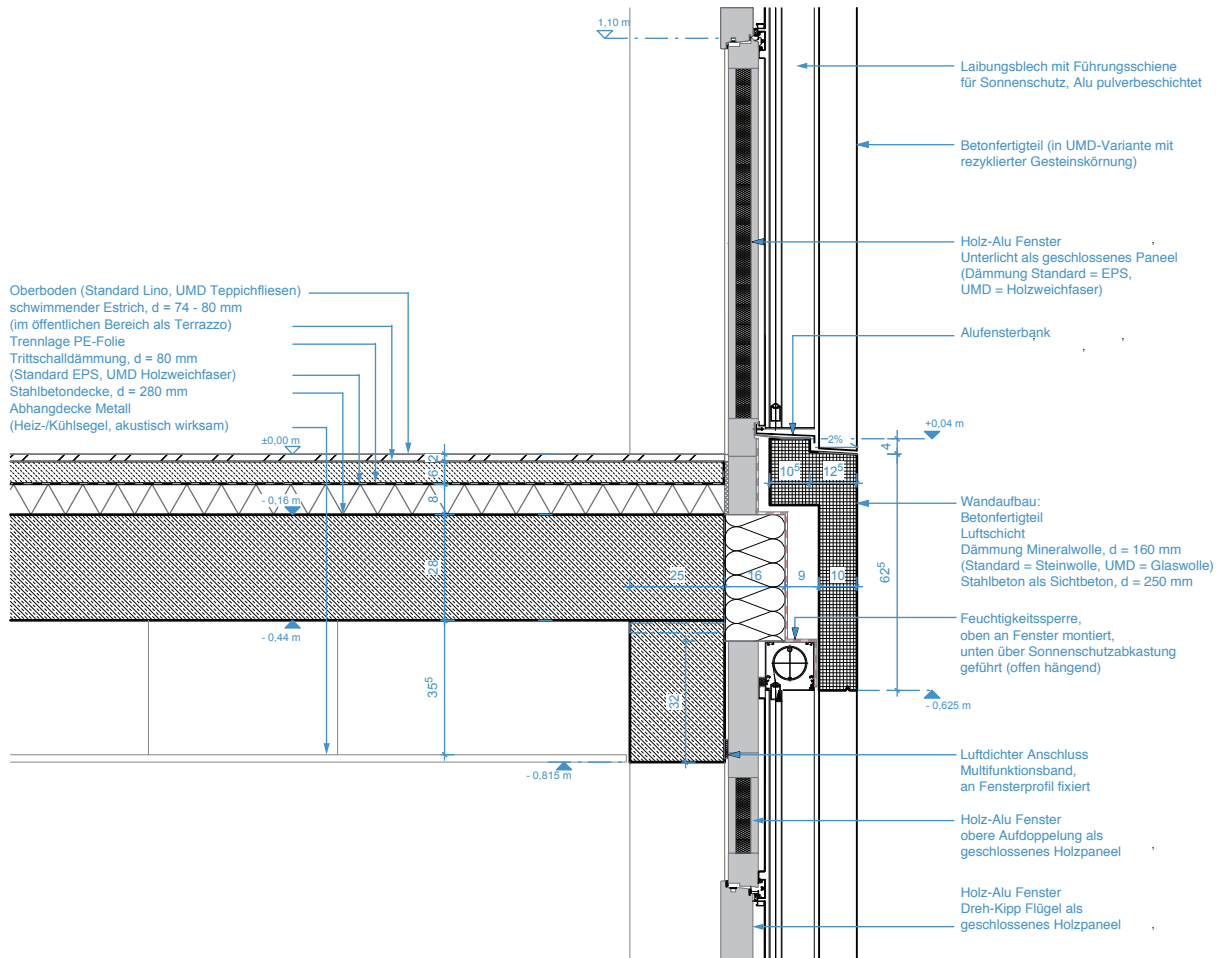 1,10 m
Laibungsblech mit Führungsschiene
für Sonnenschutz, Alu pulverbeschichtet
Betonfertigteil (in UMD-Variante mit
rezyklierter Gesteinskörnung)
Holz-Alu Fenster
Unterlicht als geschlossenes Paneel
(Dämmung Standard = EPS,
UMD = Holzweichfaser)
Alufensterbank
Oberboden (Standard Lino, UMD Teppichfliesen)
schwimmender Estrich, d = 74 - 80 mm
(im öffentlichen Bereich als Terrazzo)
Trennlage PE-Folie
Trittschalldämmung, d = 80 mm
(Standard EPS, UMD Holzweichfaser)
Stahlbetondecke, d = 280 mm
Abhangdecke Metall
(Heiz-/Kühlsegel, akustisch wirksam)
±0,00 m
+0,04 m
2%
4
2
6
10⁵
12⁵
8
- 0,16 m
Wandaufbau:
Betonfertigteil
Luftschicht
Dämmung Mineralwolle, d = 160 mm
(Standard = Steinwolle, UMD = Glaswolle)
Stahlbeton als Sichtbeton, d = 250 mm
28
25
16
9
10
62⁵
- 0,44 m
Feuchtigkeitssperre,
oben an Fenster montiert,
unten über Sonnenschutzabkastung
geführt (offen hängend)
35⁵
32
- 0,625 m
- 0,815 m
Luftdichter Anschluss
Multifunktionsband,
an Fensterprofil fixiert
Holz-Alu Fenster
obere Aufdoppelung als
geschlossenes Holzpaneel
Holz-Alu Fenster
Dreh-Kipp Flügel als
geschlossenes Holzpaneel